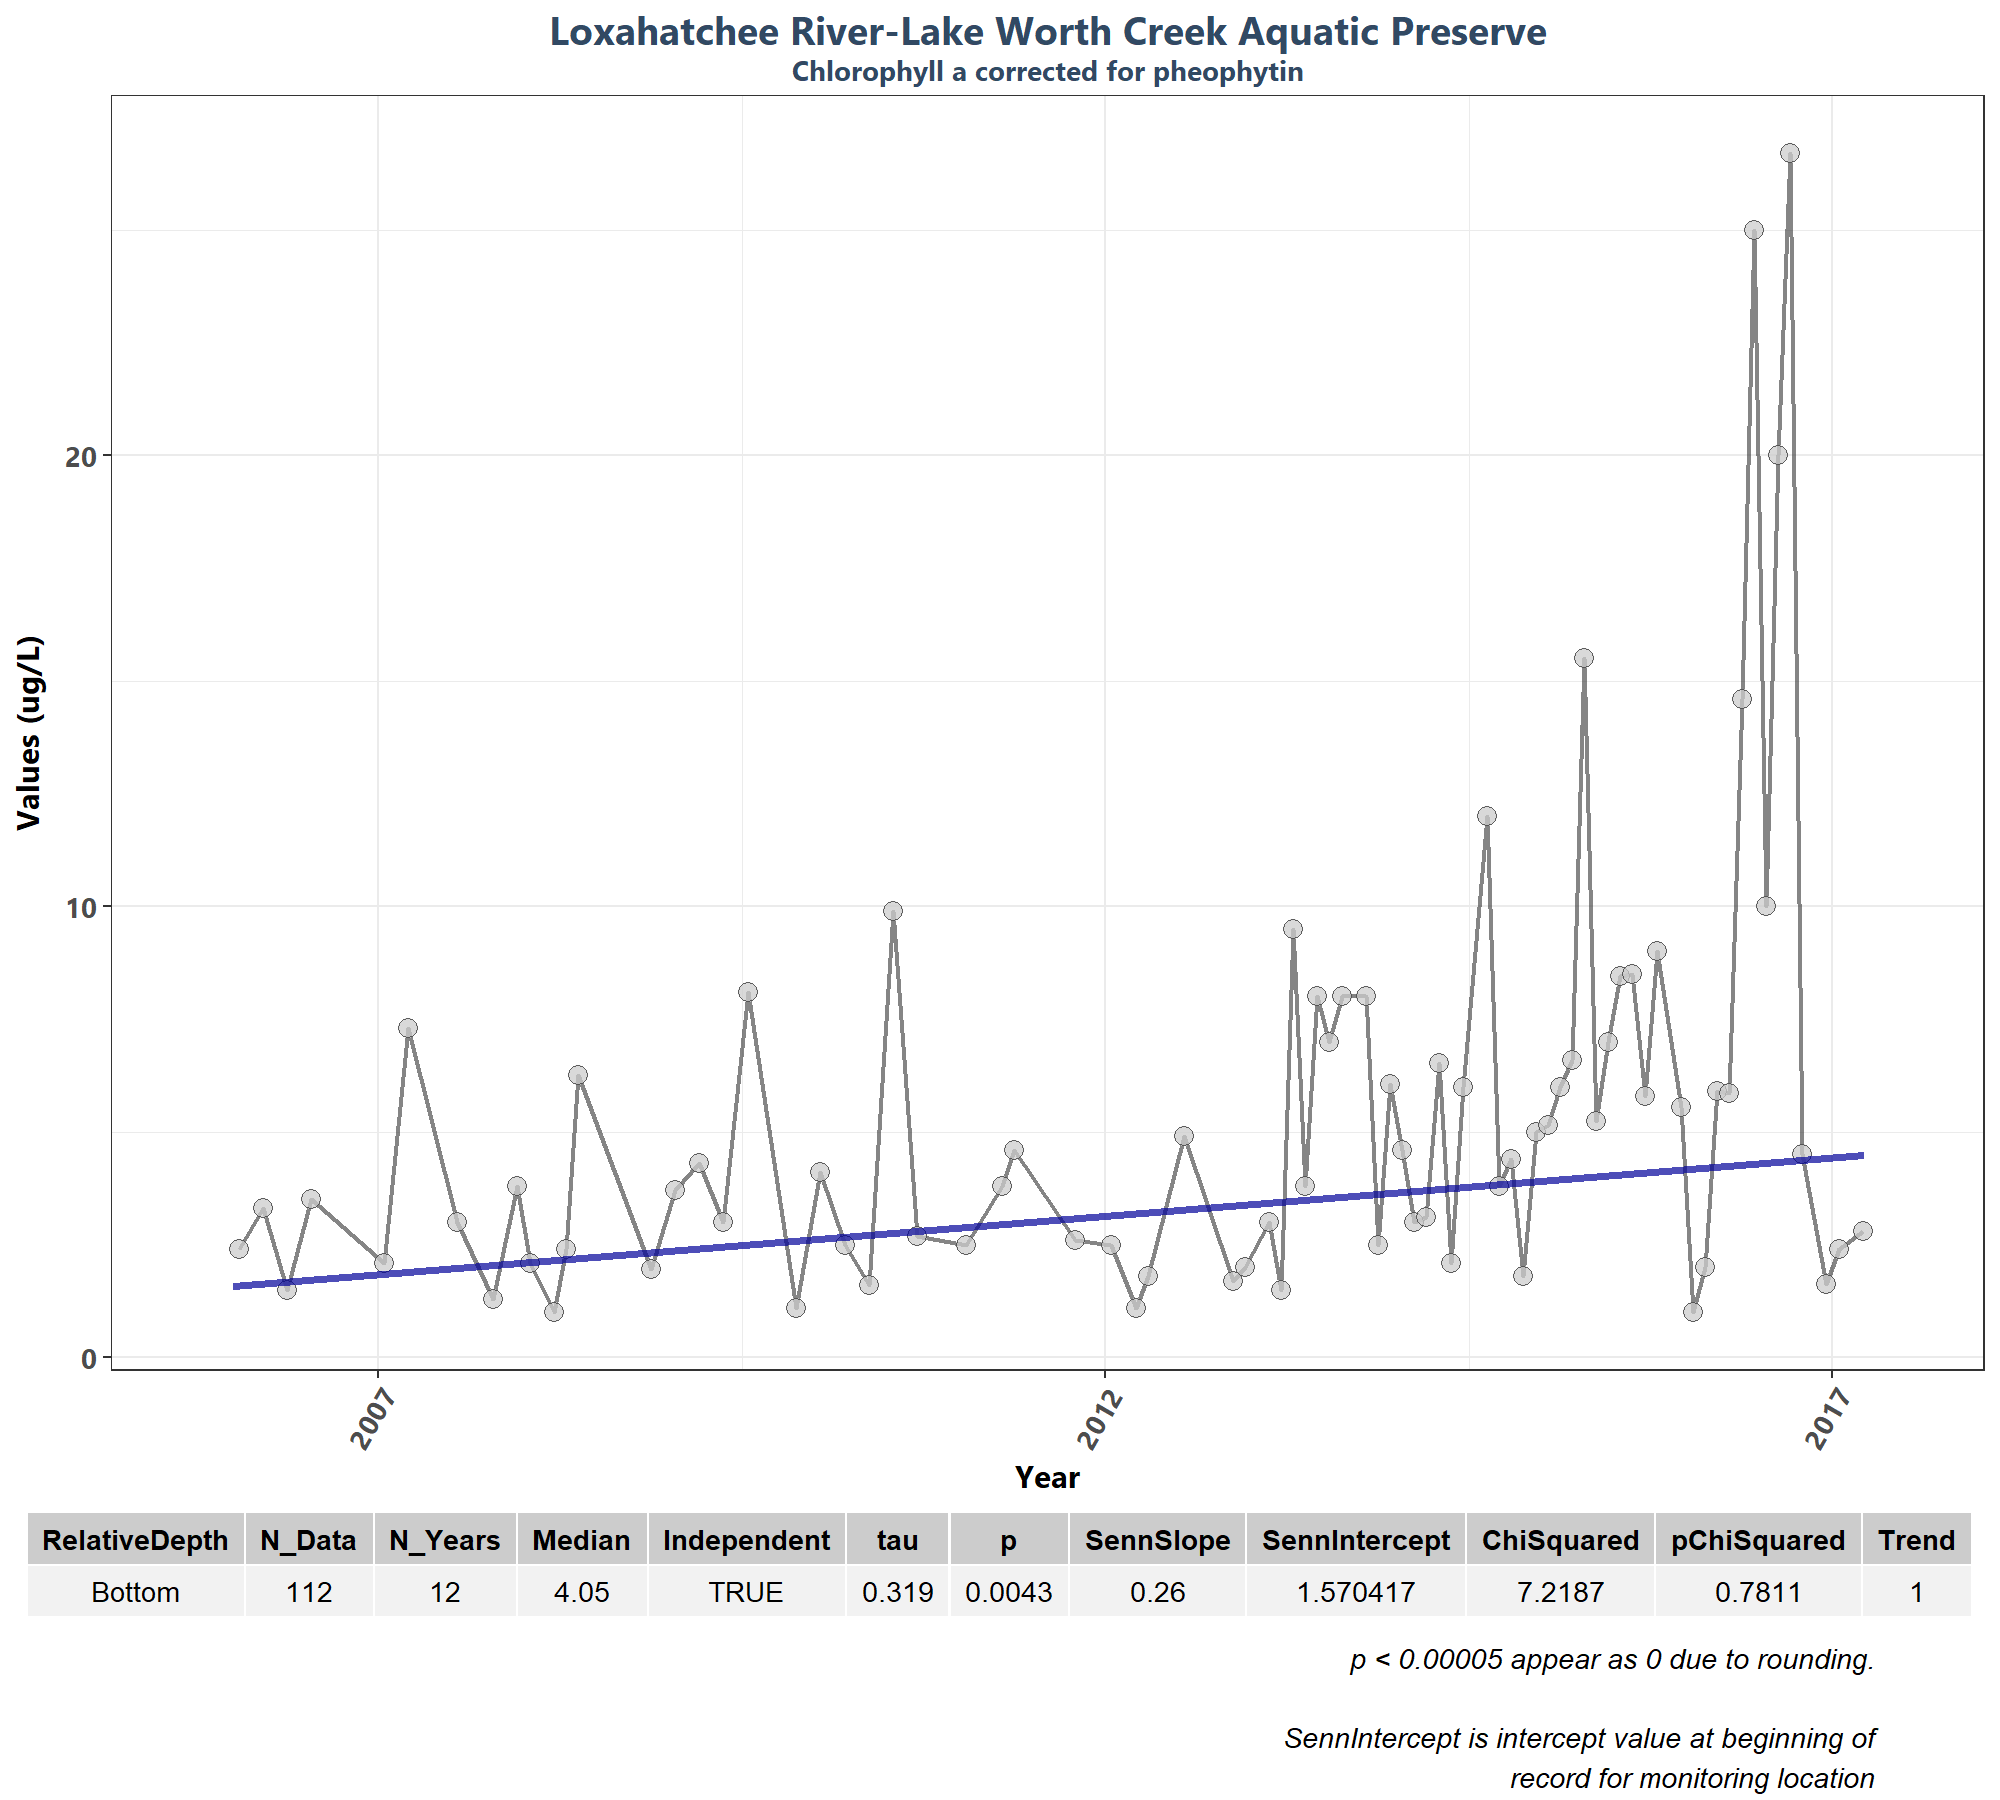 Loxahatchee River-Lake Worth Creek Aquatic Preserve
Chlorophyll a corrected for pheophytin
Values (ug/L)
20
10
0
2007
2012
2017
Year
RelativeDepth N_Data N_Years Median Independent tau p SennSlope SennIntercept ChiSquared pChiSquared Trend
Bottom 112 12 4.05 TRUE 0.319 0.0043 0.26 1.570417 7.2187 0.7811 1
p < 0.00005 appear as 0 due to rounding.
SennIntercept is intercept value at beginning of
record for monitoring location